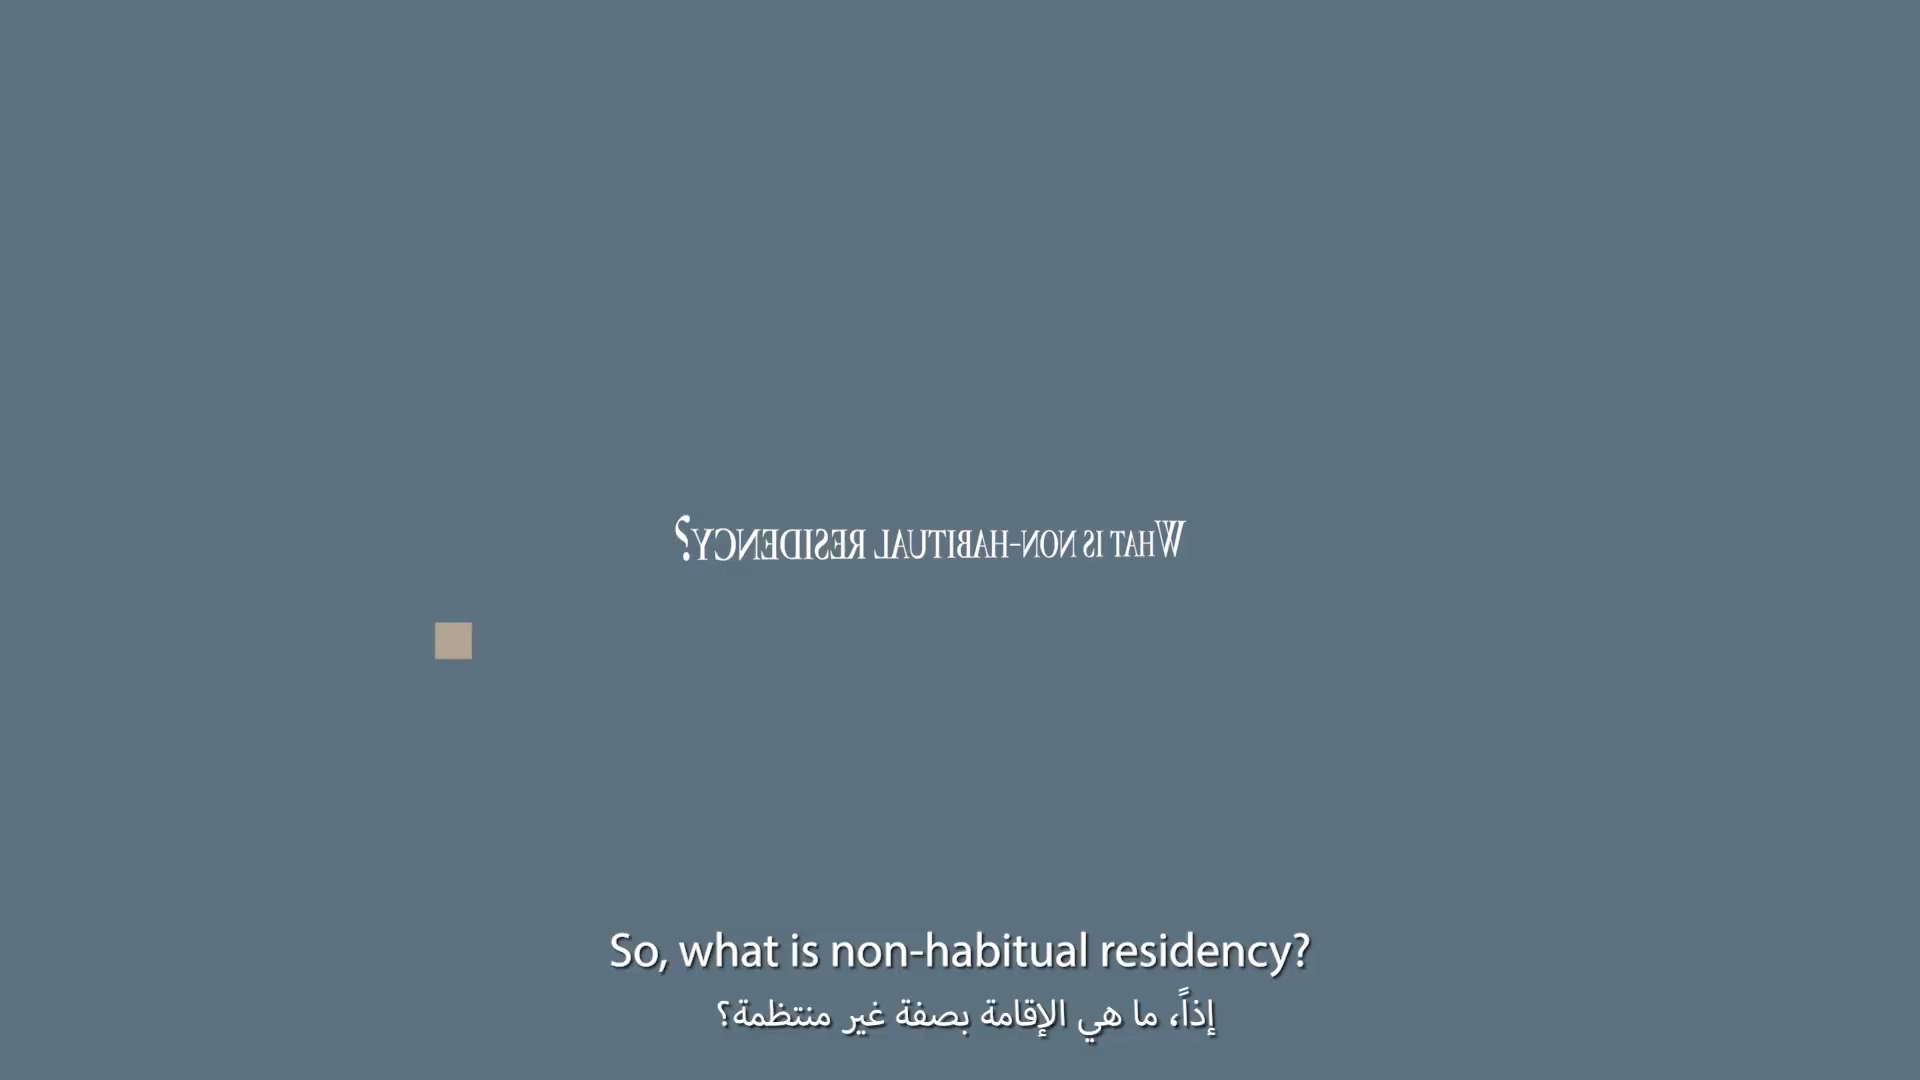 What is non-habitual residency?
So, what is non-habitual residency?
إذاً، ما هي الإقامة بصفة غير منتظمة؟